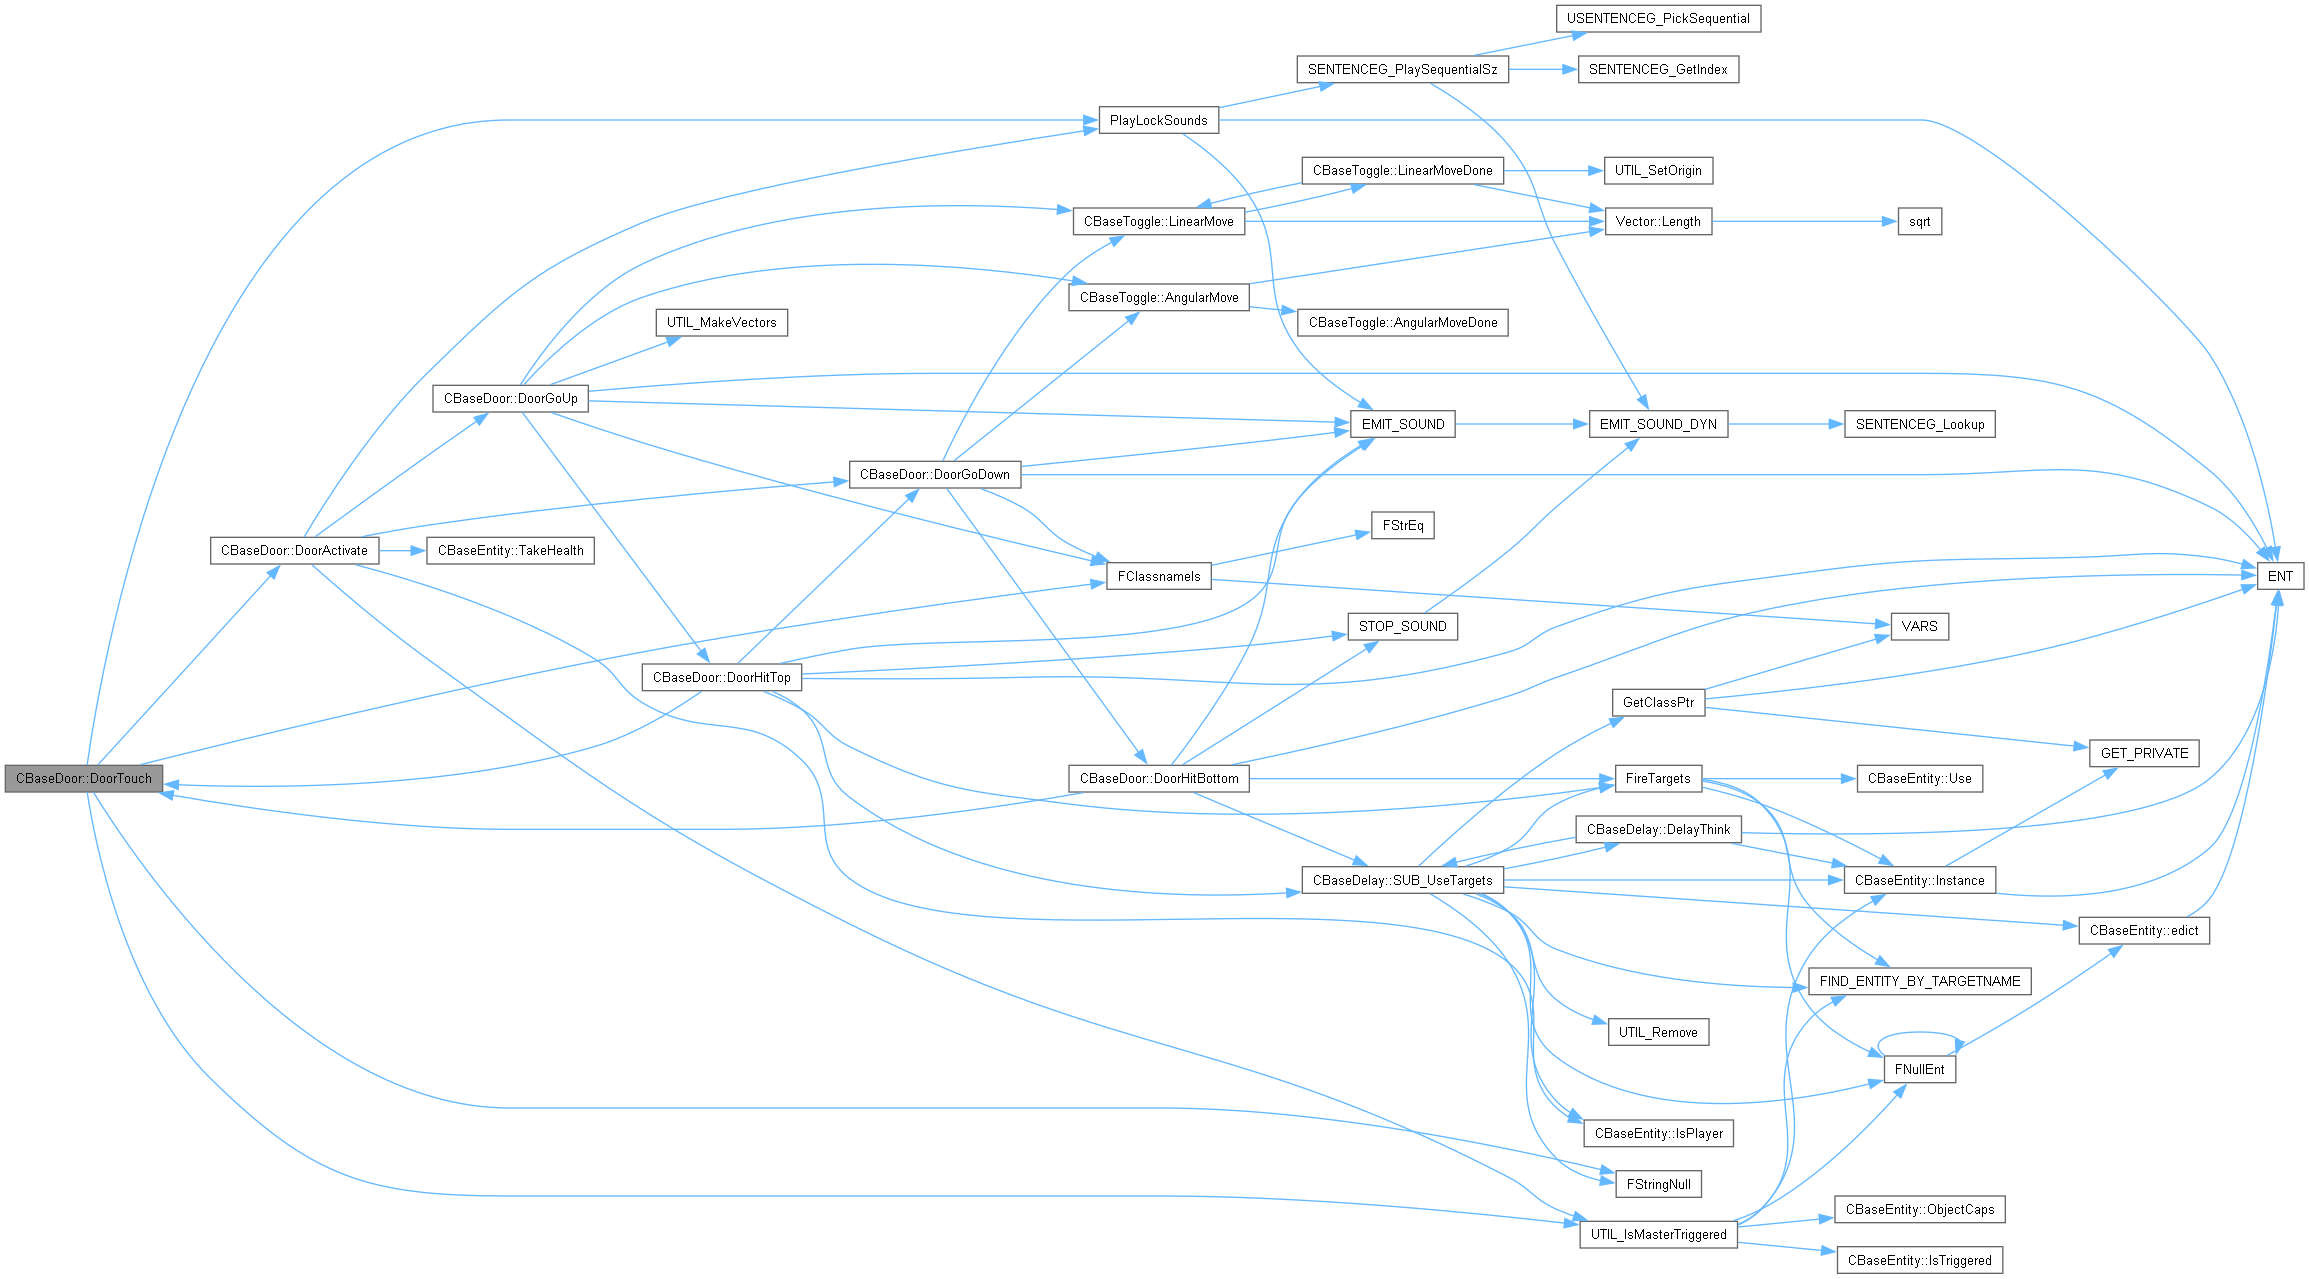 USENTENCEG_PickSequential
SENTENCEG_PlaySequentialSz
SENTENCEG_GetIndex
PlayLockSounds
CBaseToggle::LinearMoveDone
UTIL_SetOrigin
CBaseToggle::LinearMove
Vector::Length
sqrt
CBaseToggle::AngularMove
UTIL_MakeVectors
CBaseToggle::AngularMoveDone
CBaseDoor::DoorGoUp
EMIT_SOUND
EMIT_SOUND_DYN
SENTENCEG_Lookup
CBaseDoor::DoorGoDown
FStrEq
CBaseDoor::DoorActivate
CBaseEntity::TakeHealth
FClassnameIs
ENT
STOP_SOUND
VARS
CBaseDoor::DoorHitTop
GetClassPtr
GET_PRIVATE
CBaseDoor::DoorTouch
CBaseDoor::DoorHitBottom
FireTargets
CBaseEntity::Use
CBaseDelay::DelayThink
CBaseDelay::SUB_UseTargets
CBaseEntity::Instance
CBaseEntity::edict
FIND_ENTITY_BY_TARGETNAME
UTIL_Remove
FNullEnt
CBaseEntity::IsPlayer
FStringNull
CBaseEntity::ObjectCaps
UTIL_IsMasterTriggered
CBaseEntity::IsTriggered